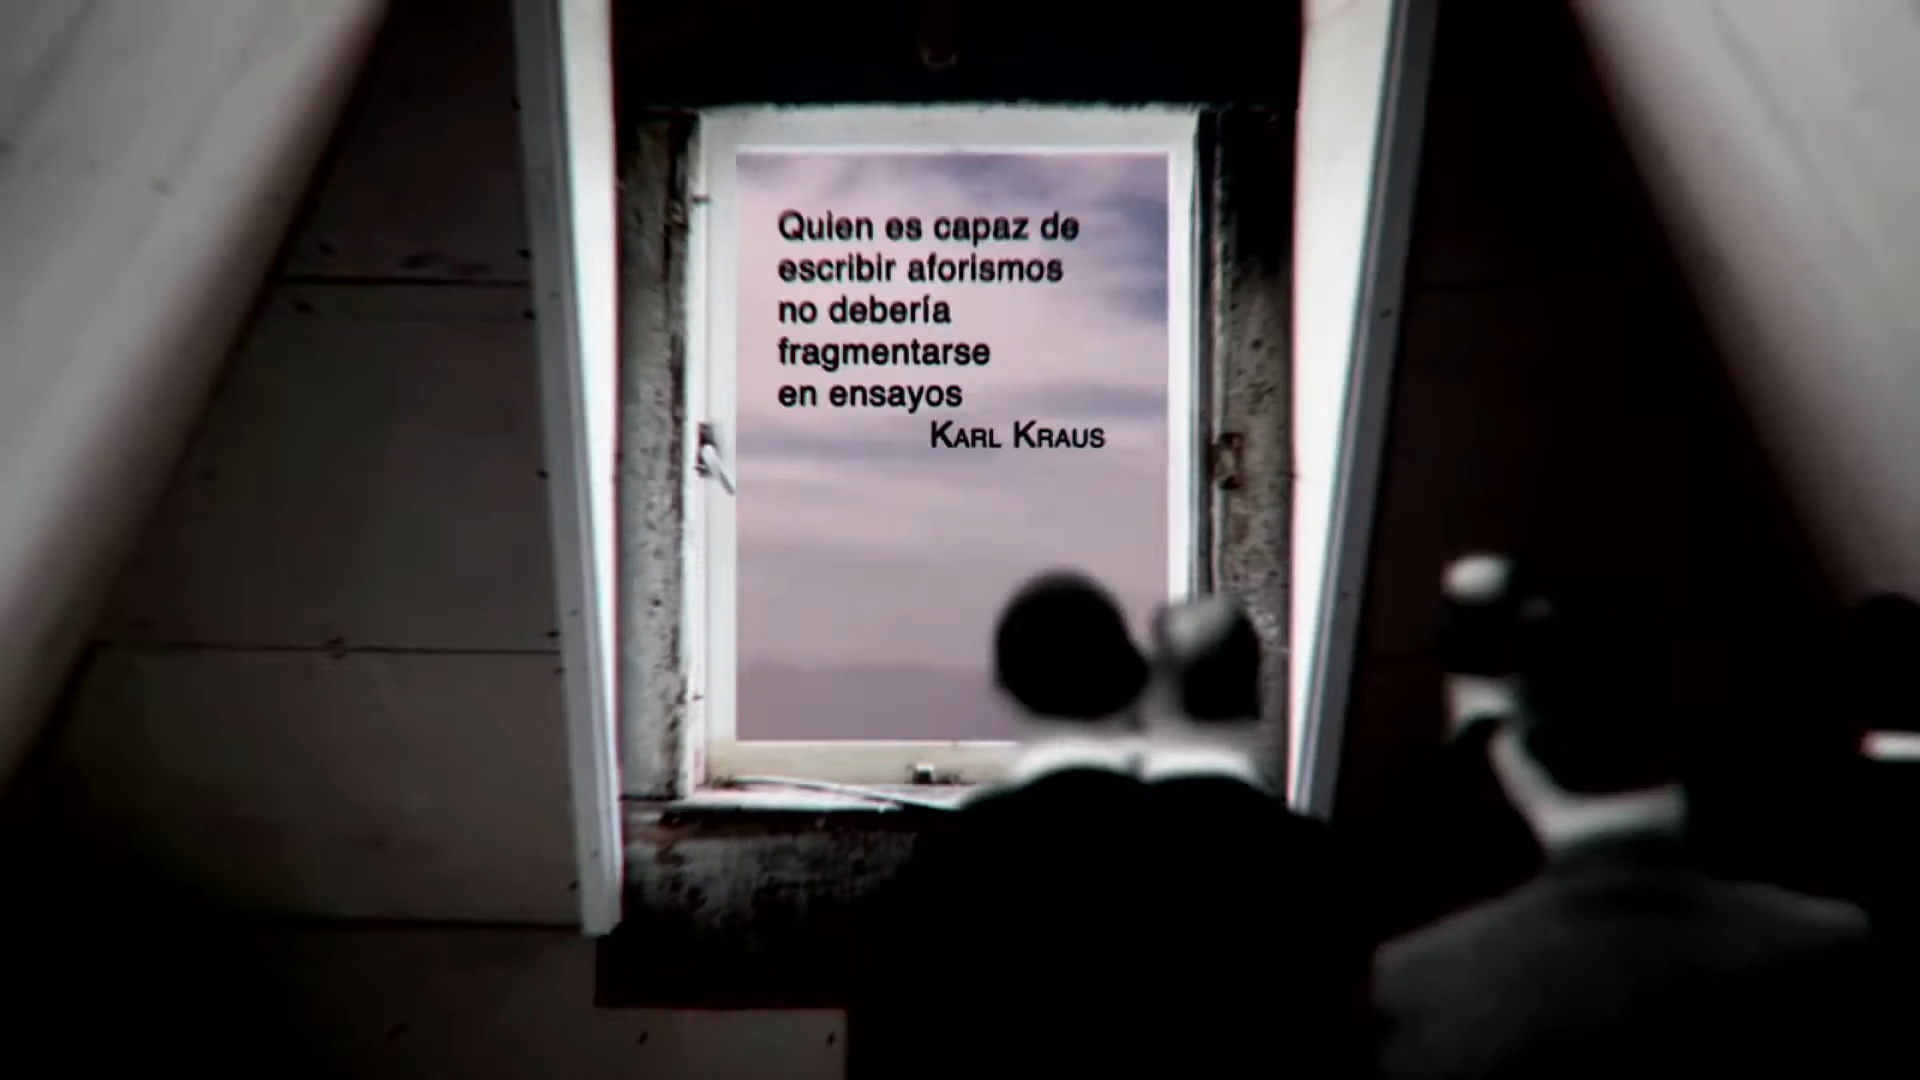 Quien es capaz de
escribir aforismos
no debería
fragmentarse
en ensayos
KARL KRAUS